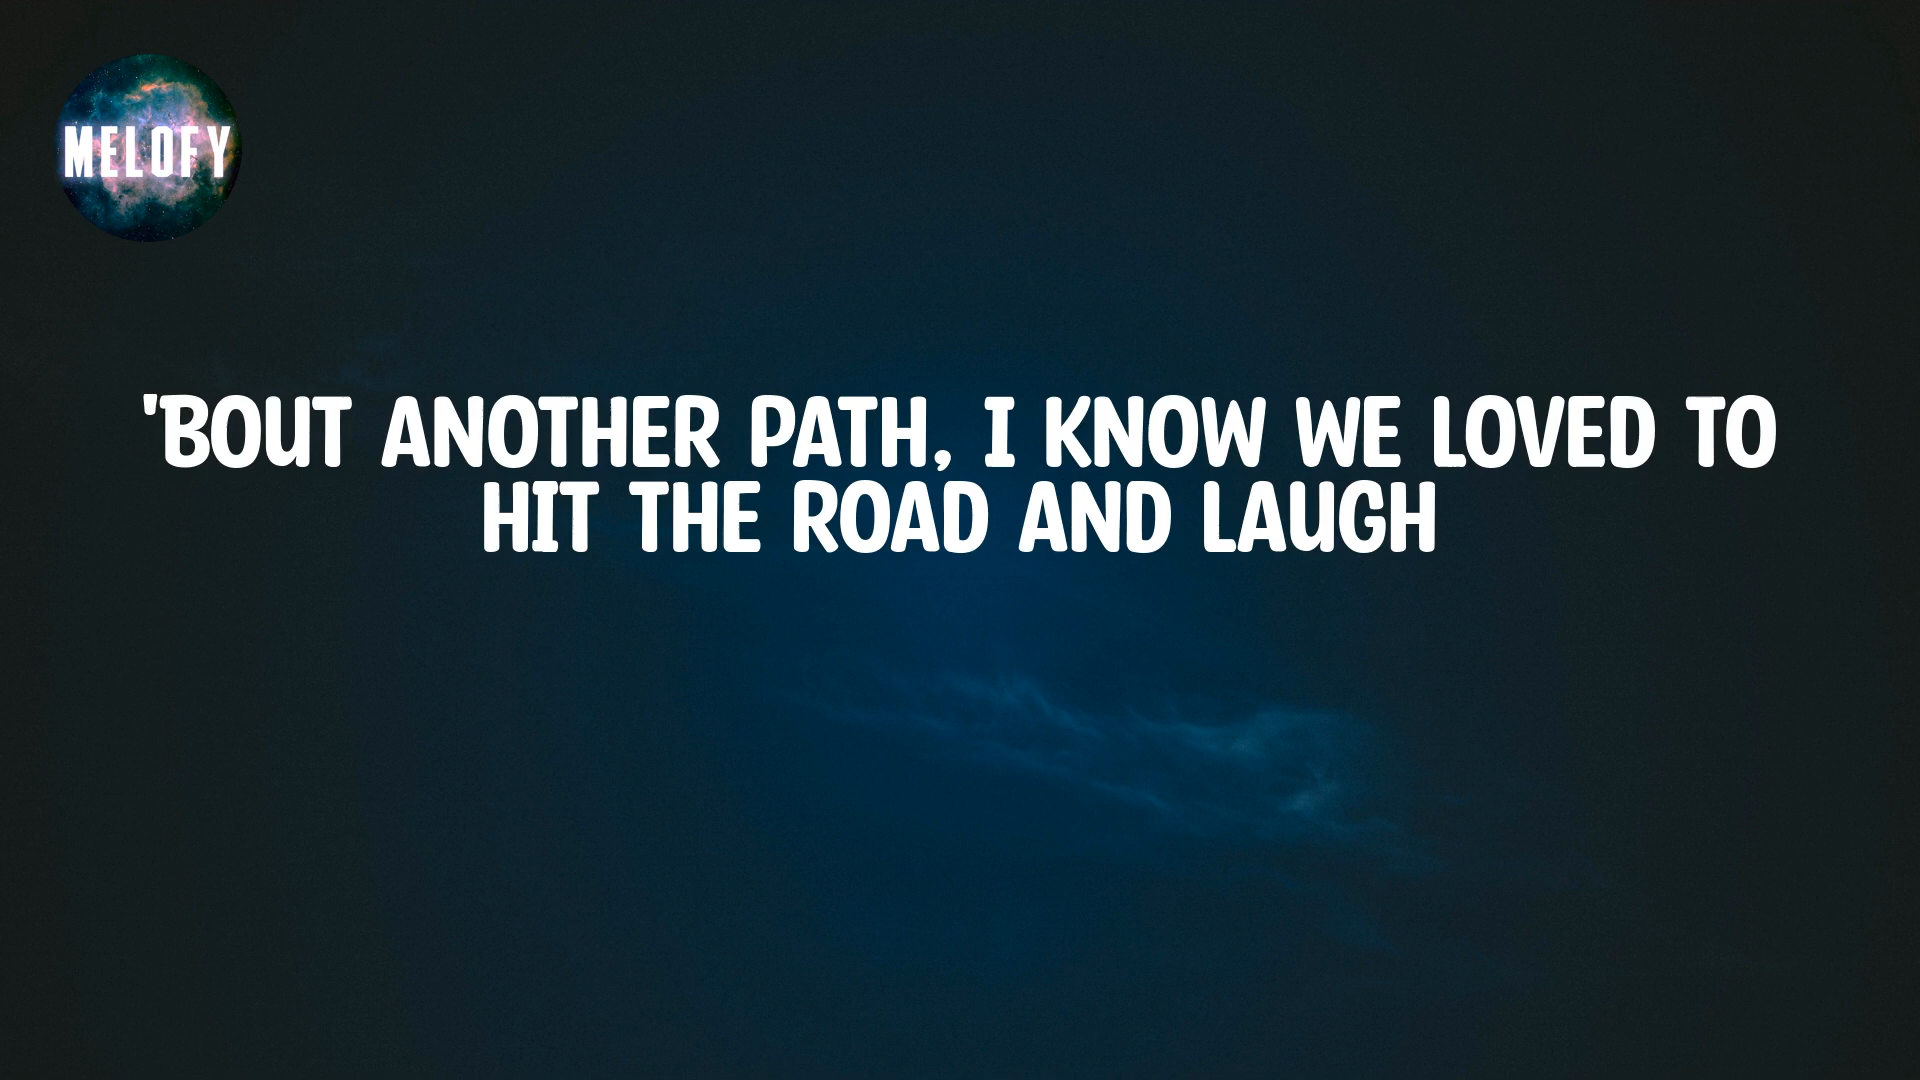 MELOFY
'BOUT ANOTHER PATH, I KNOW WE LOVED TO
HIT THE ROAD AND LAUGH